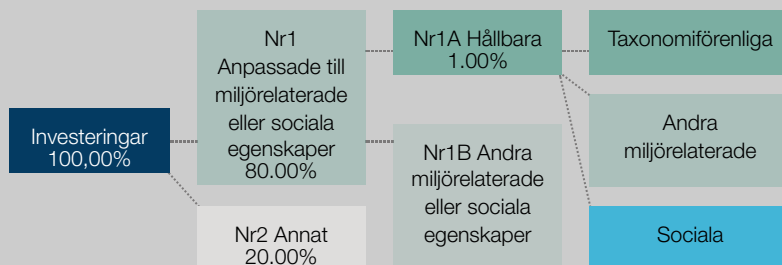 Investeringar
100,00%
Nr1
Anpassade till
miljörelaterade
eller sociala
egenskaper
80.00%
Nr2 Annat
20.00%
Nr1A Hållbara
1.00%
Nr1B Andra
miljörelaterade
eller sociala
egenskaper
Taxonomiförenliga
Andra
miljörelaterade
Sociala